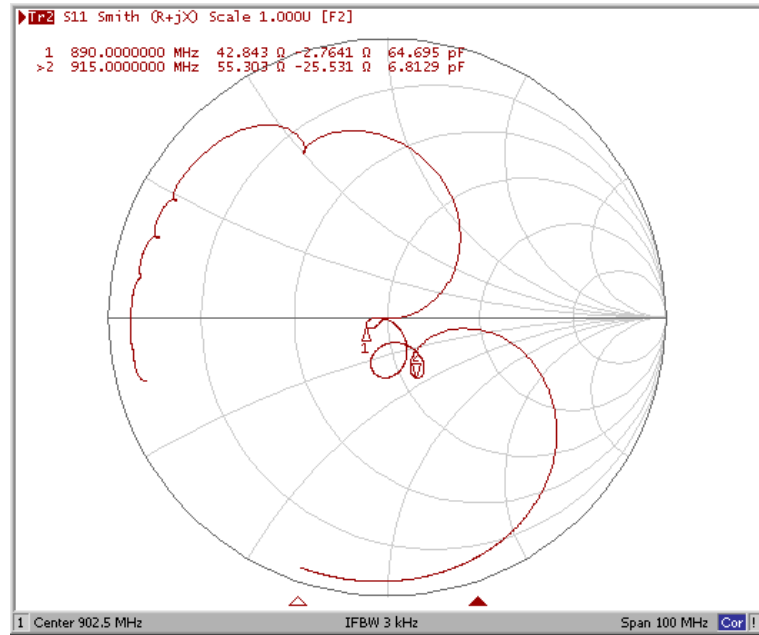 Tr2 S11 Smith (R+jX) Scale 1.000U [F2]
1 890.0000000 MHz 42.843 Ω -2.7641 Ω 64.695 pF
>2 915.0000000 MHz 55.303 Ω -25.531 Ω 6.8129 pF
1
2
1 Center 902.5 MHz IFBW 3 kHz Span 100 MHz Cor !